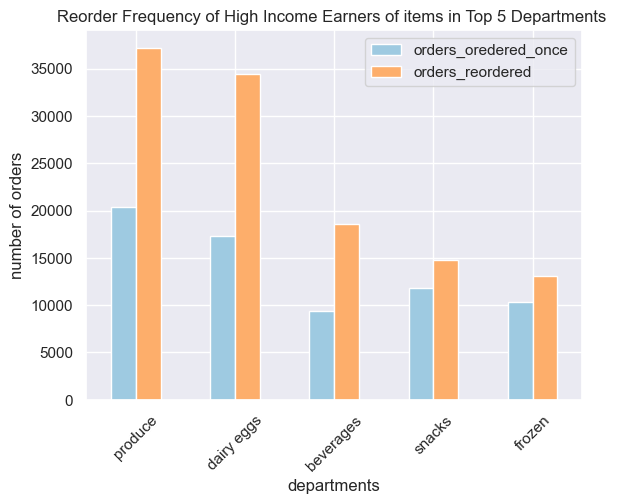 Reorder Frequency of High Income Earners of items in Top 5 Departments
orders_oredered_once
orders_reordered
number of orders
35000
30000
25000
20000
15000
10000
5000
0
produce
dairy eggs
beverages
snacks
frozen
departments